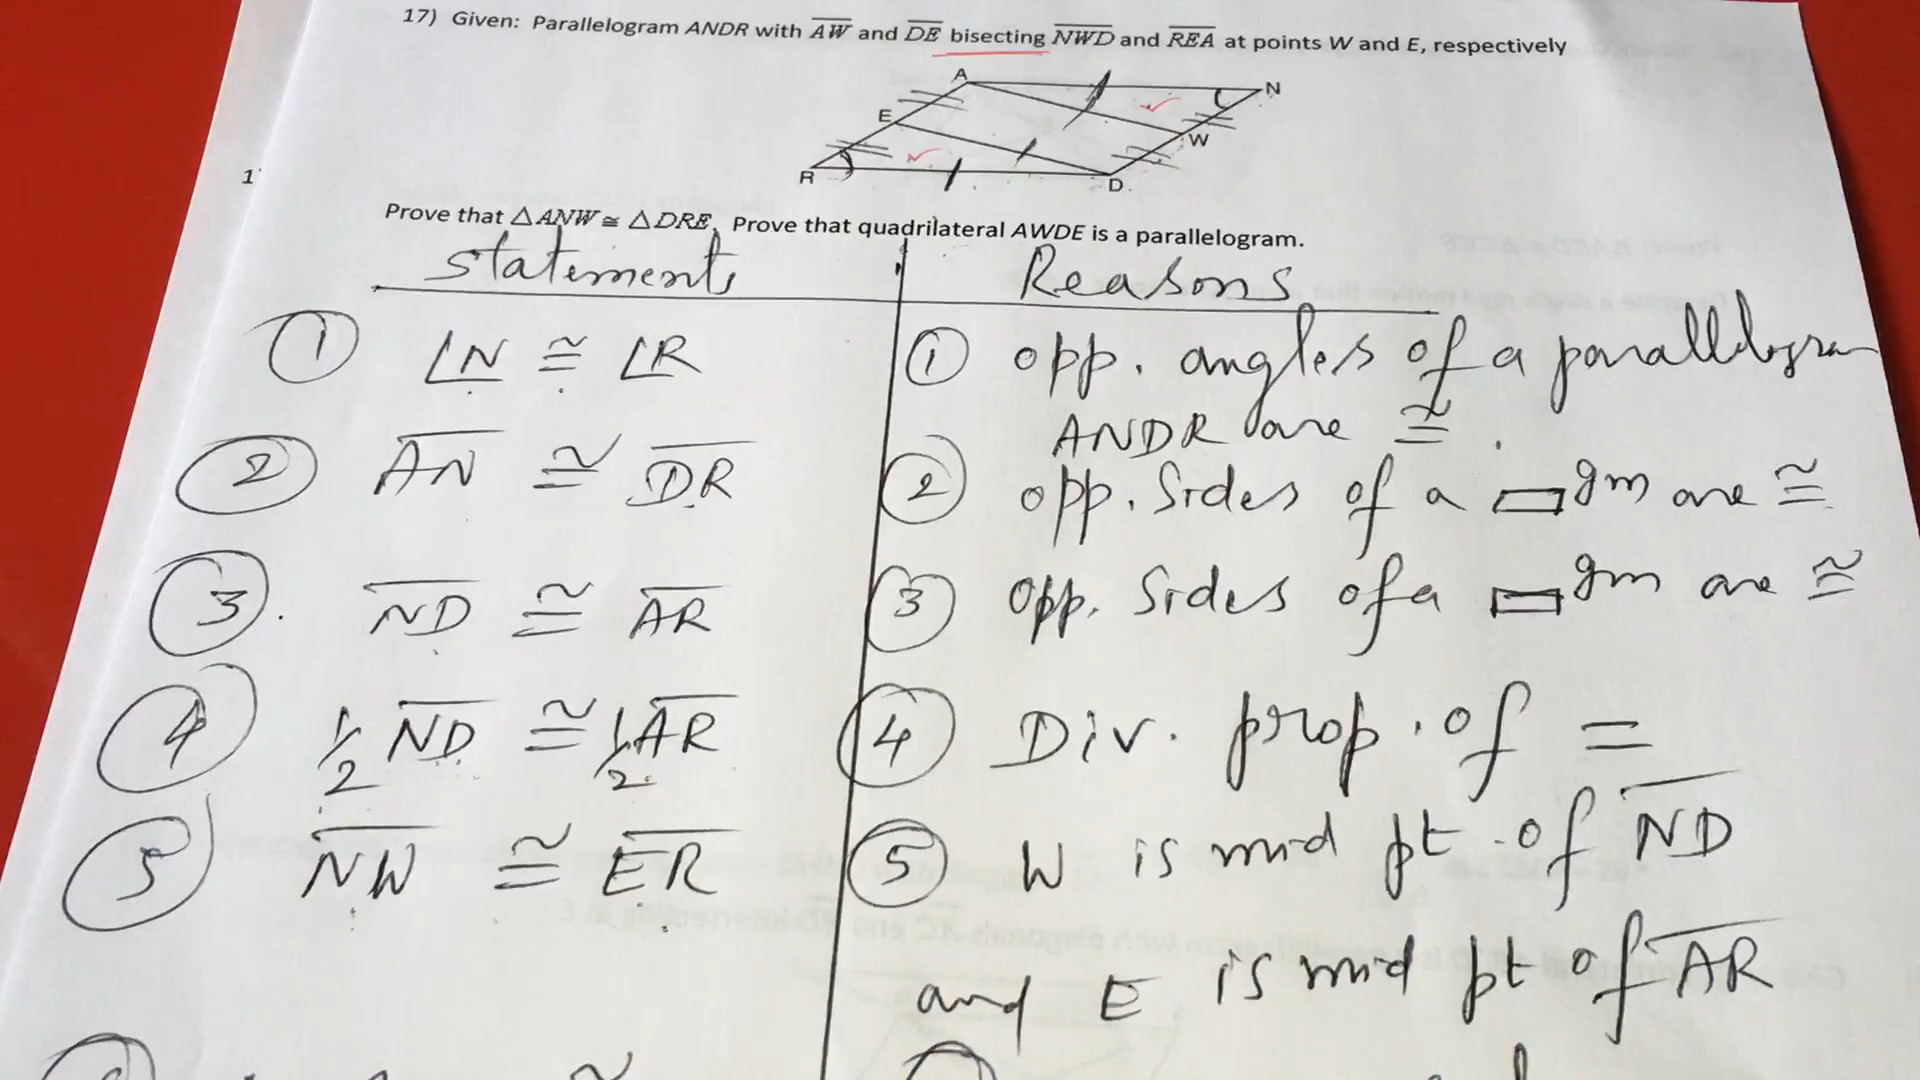 17) Given: Parallelogram ANDR with AW and DE bisecting NWD and REA at points W and E, respectively
A
N
E
W
R
D
1
Prove that △ANW ≅ △DRE. Prove that quadrilateral AWDE is a parallelogram.
Statements Reasons
① ∠N ≅ ∠R ① opp. angles of a parallelogram
ANDR are ≅.
② AN ≅ DR ② opp. Sides of a ▭gm are ≅
③. ND ≅ AR ③ opp. Sides of a ▭gm are ≅
④ 1/2 ND ≅ 1/2 AR ④ Div. prop. of =
⑤ NW ≅ ER ⑤ W is mid pt. of ND
and E is mid pt of AR